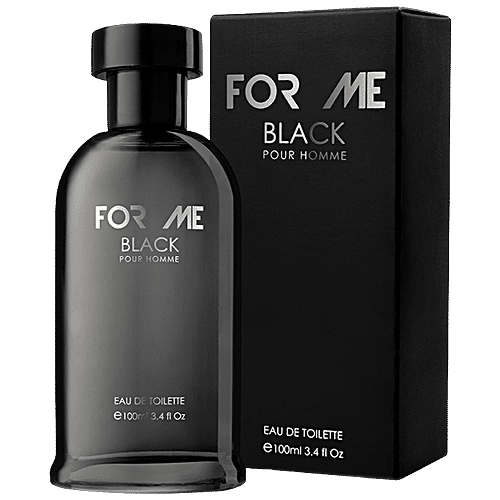 FOR ME
BLACK
POUR HOMME
EAU DE TOILETTE
℮100ml 3.4 fl Oz
FOR ME
BLACK
POUR HOMME
EAU DE TOILETTE
℮100ml 3.4 fl Oz